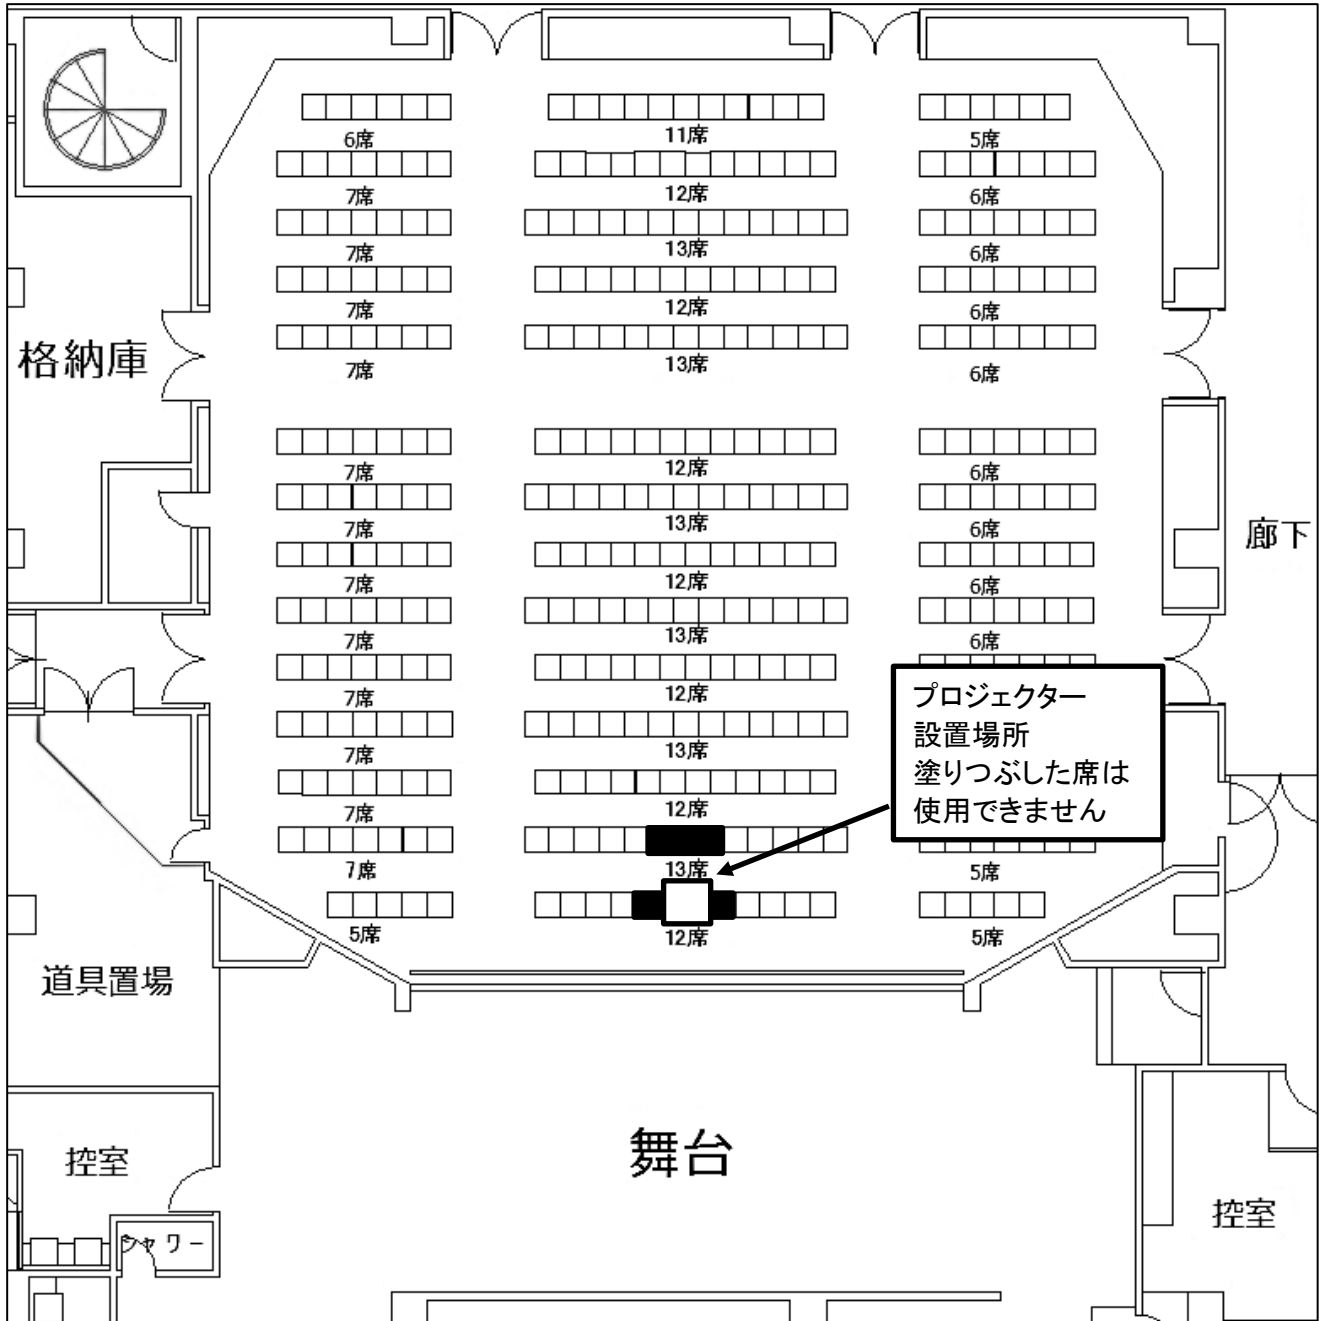 6席
11席
5席
7席
12席
6席
7席
13席
6席
7席
12席
6席
7席
13席
6席
格納庫
7席
12席
6席
7席
13席
6席
廊下
7席
12席
6席
7席
13席
6席
7席
12席
プロジェクター
設置場所
塗りつぶした席は
使用できません
7席
13席
7席
12席
7席
13席
5席
5席
12席
5席
道具置場
舞台
控室
控室
シャワー